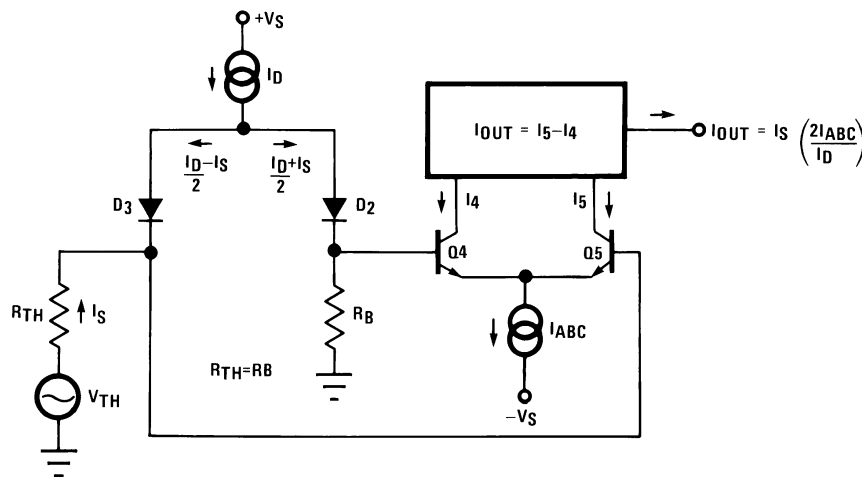 +VS
ID
ID/2 −IS
ID/2 +IS
D3
D2
IOUT = I5−I4
IOUT = IS (2IABC/ID)
I4
I5
Q4
Q5
RTH
IS
RB
IABC
RTH=RB
VTH
−VS